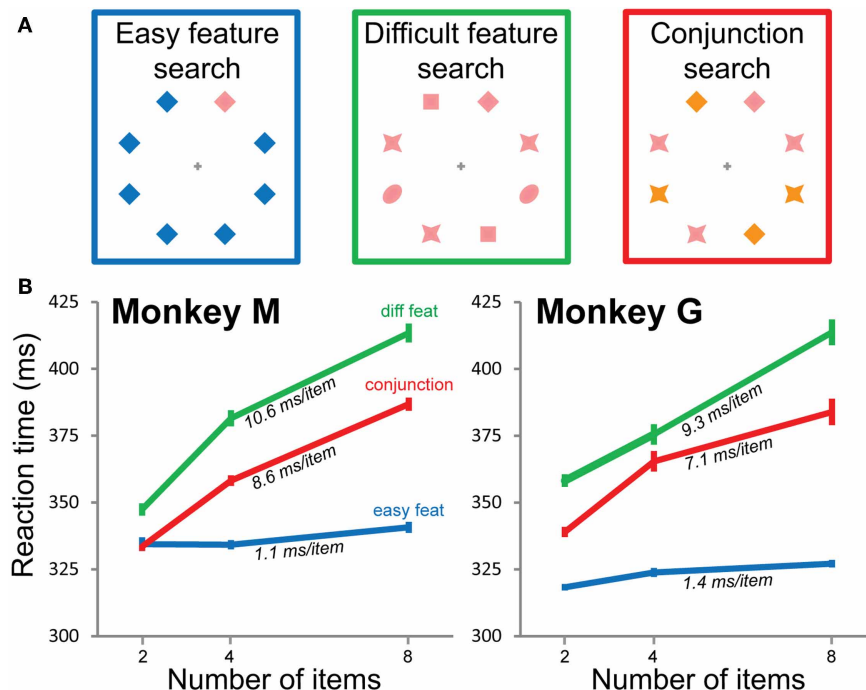 A
Easy feature
search
Difficult feature
search
Conjunction
search
B
Monkey M
Reaction time (ms)
425
400
375
350
325
300
diff feat
conjunction
easy feat
10.6 ms/item
8.6 ms/item
1.1 ms/item
2
4
8
Number of items
Monkey G
425
400
375
350
325
300
9.3 ms/item
7.1 ms/item
1.4 ms/item
2
4
8
Number of items